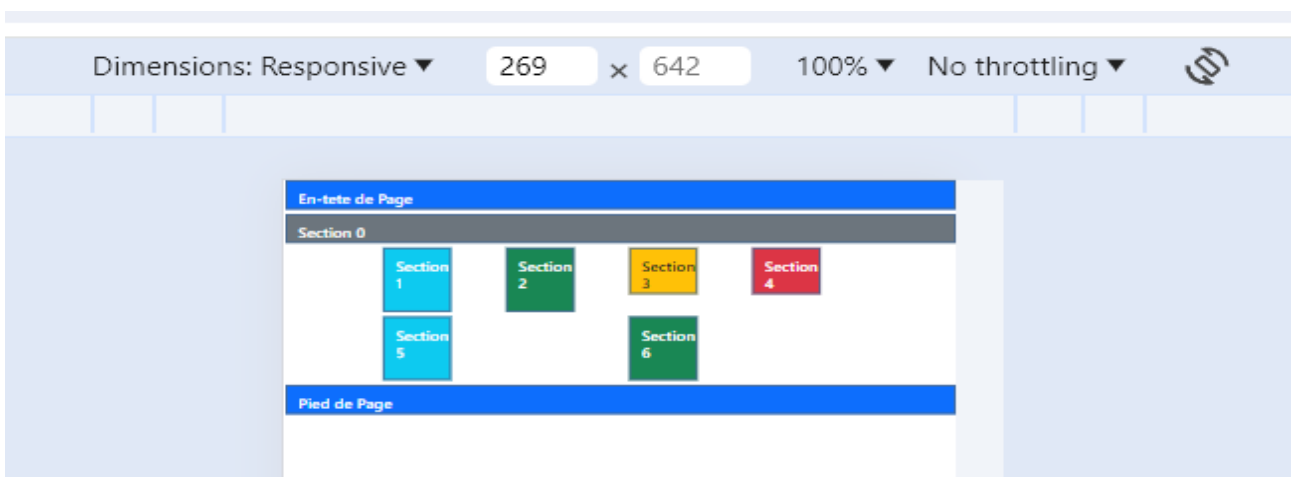 Dimensions: Responsive ▼ 269 × 642 100% ▼ No throttling ▼
En-tete de Page
Section 0
Section
1
Section
2
Section
3
Section
4
Section
5
Section
6
Pied de Page